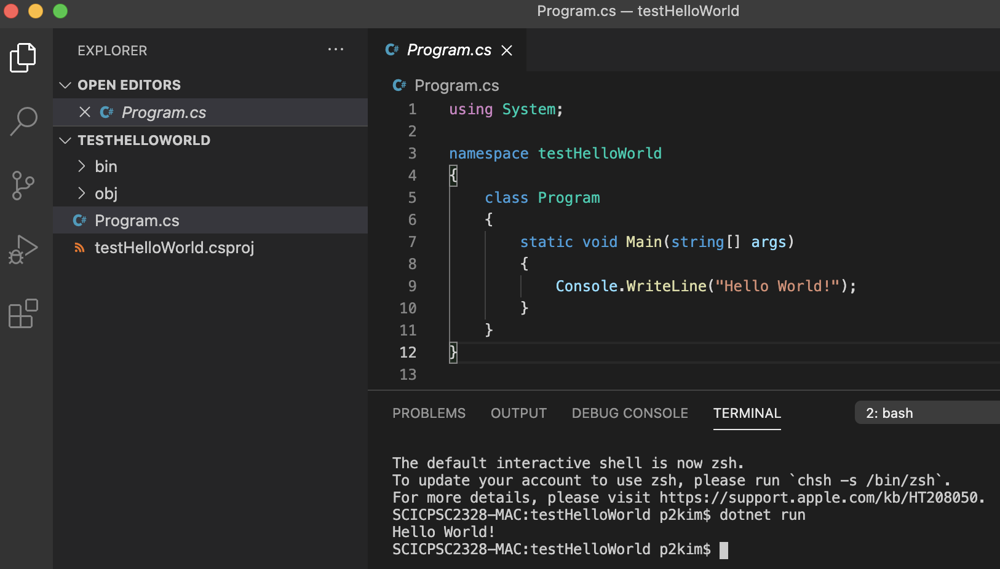 Program.cs — testHelloWorld
EXPLORER
OPEN EDITORS
C# Program.cs
TESTHELLOWORLD
bin
obj
C# Program.cs
testHelloWorld.csproj
C# Program.cs
C# Program.cs
1 using System;
2
3 namespace testHelloWorld
4 {
5 class Program
6 {
7 static void Main(string[] args)
8 {
9 Console.WriteLine("Hello World!");
10 }
11 }
12 }
13
PROBLEMS OUTPUT DEBUG CONSOLE TERMINAL 2: bash
The default interactive shell is now zsh.
To update your account to use zsh, please run `chsh -s /bin/zsh`.
For more details, please visit https://support.apple.com/kb/HT208050.
SCICPSC2328-MAC:testHelloWorld p2kim$ dotnet run
Hello World!
SCICPSC2328-MAC:testHelloWorld p2kim$